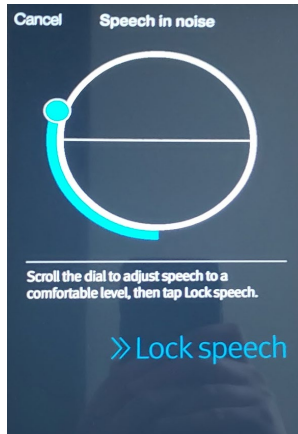 Cancel Speech in noise
Scroll the dial to adjust speech to a
comfortable level, then tap Lock speech.
Lock speech